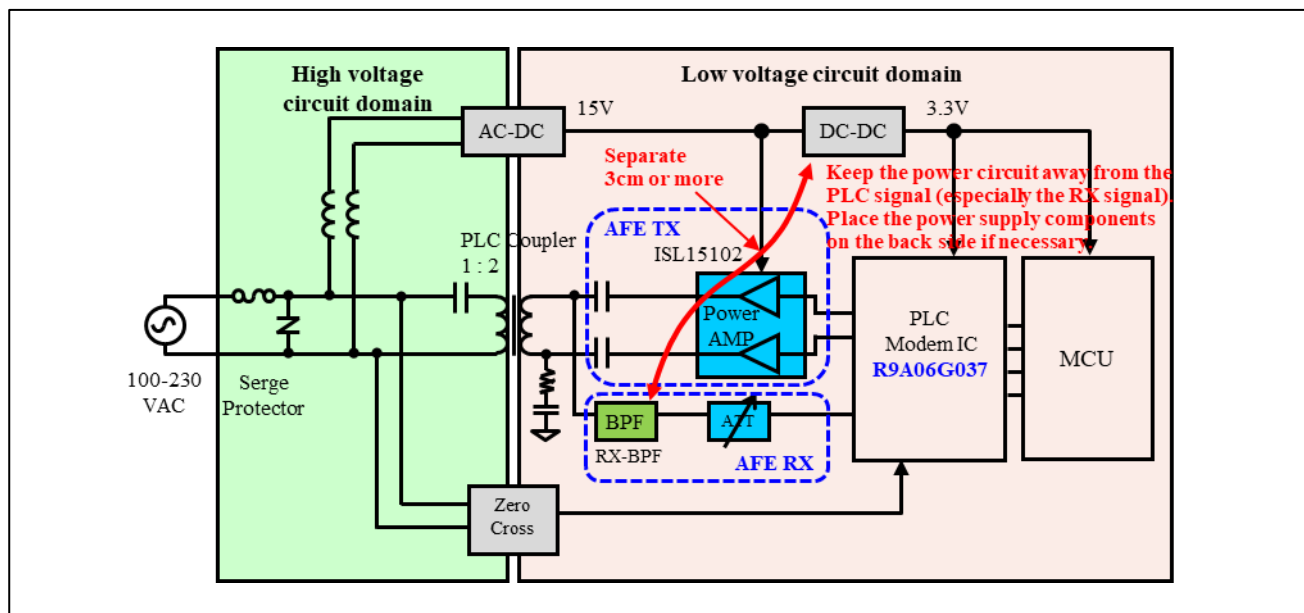 High voltage
circuit domain
Low voltage circuit domain
AC-DC
15V
DC-DC
3.3V
Separate
3cm or more
Keep the power circuit away from the
PLC signal (especially the RX signal).
Place the power supply components
on the back side if necessary.
AFE TX
PLC Coupler
1 : 2
ISL15102
Power
AMP
PLC
Modem IC
R9A06G037
MCU
100-230
VAC
Serge
Protector
BPF
RX-BPF
ATT
AFE RX
Zero
Cross